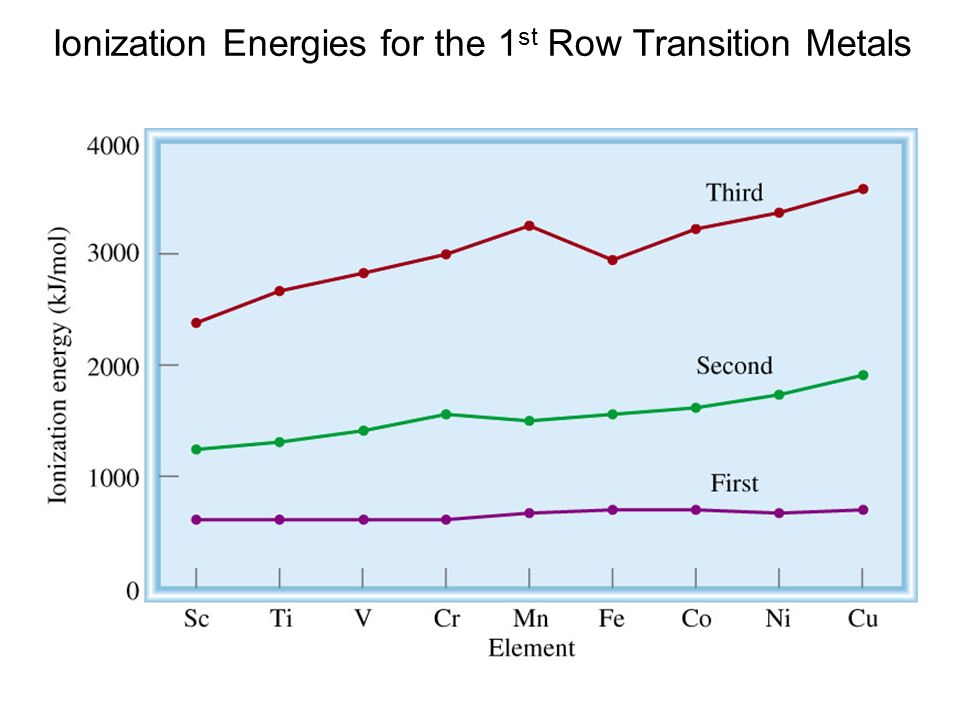 Ionization Energies for the 1st Row Transition Metals
4000
Third
3000
Second
2000
First
1000
0
Ionization energy (kJ/mol)
Sc Ti V Cr Mn Fe Co Ni Cu
Element